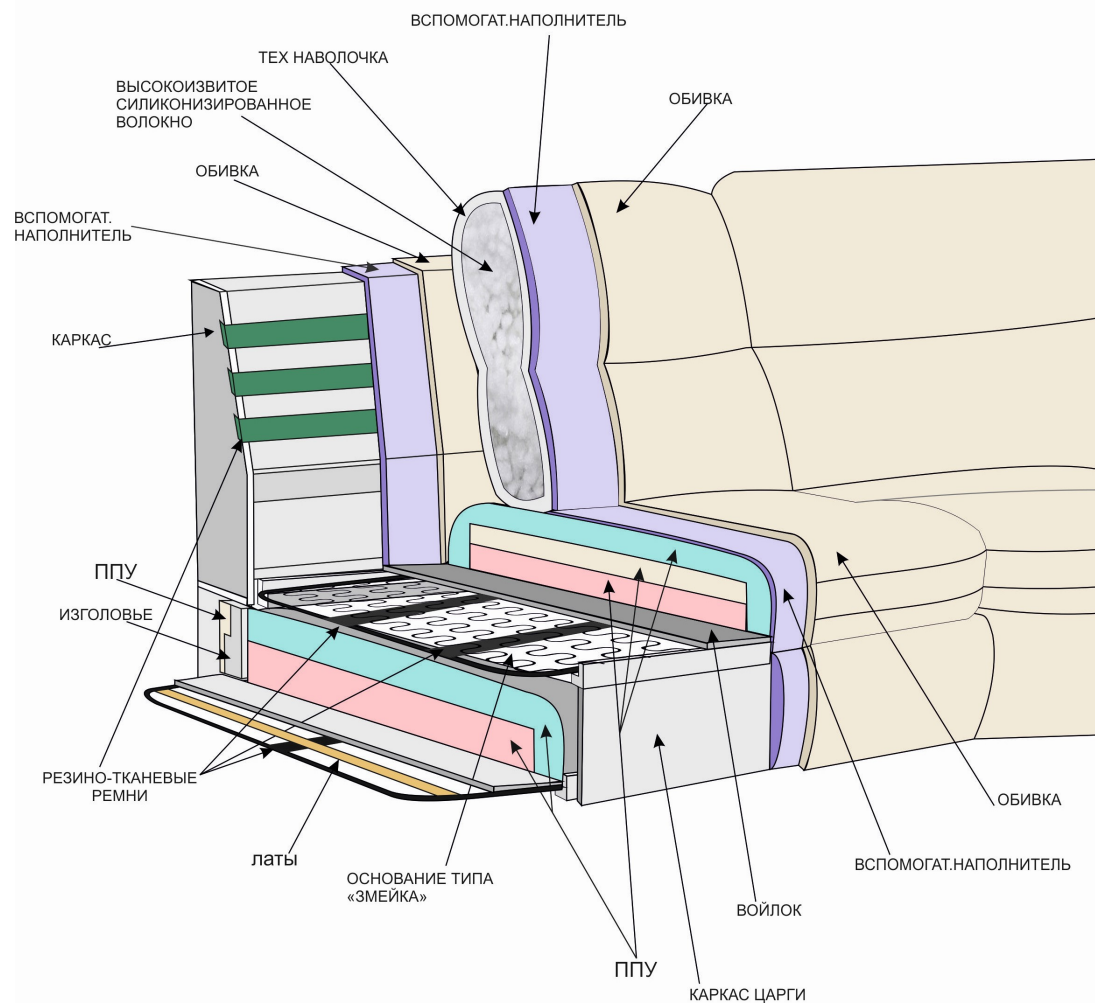 ВСПОМОГАТ.НАПОЛНИТЕЛЬ
ТЕХ НАВОЛОЧКА
ВЫСОКОИЗВИТОЕ
СИЛИКОНИЗИРОВАННОЕ
ВОЛОКНО
ОБИВКА
ОБИВКА
ВСПОМОГАТ.
НАПОЛНИТЕЛЬ
КАРКАС
ППУ
ИЗГОЛОВЬЕ
РЕЗИНО-ТКАНЕВЫЕ
РЕМНИ
латы
ОСНОВАНИЕ ТИПА
«ЗМЕЙКА»
ОБИВКА
ВСПОМОГАТ.НАПОЛНИТЕЛЬ
ВОЙЛОК
ППУ
КАРКАС ЦАРГИ